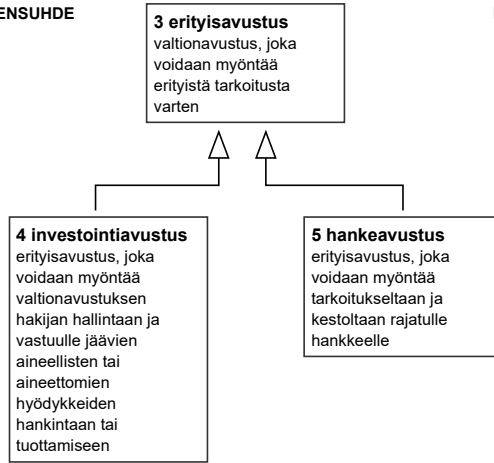 ENSUHDE
3 erityisavustus
valtionavustus, joka
voidaan myöntää
erityistä tarkoitusta
varten
4 investointiavustus
erityisavustus, joka
voidaan myöntää
valtionavustuksen
hakijan hallintaan ja
vastuulle jäävien
aineellisten tai
aineettomien
hyödykkeiden
hankintaan tai
tuottamiseen
5 hankeavustus
erityisavustus, joka
voidaan myöntää
tarkoitukseltaan ja
kestoltaan rajatulle
hankkeelle